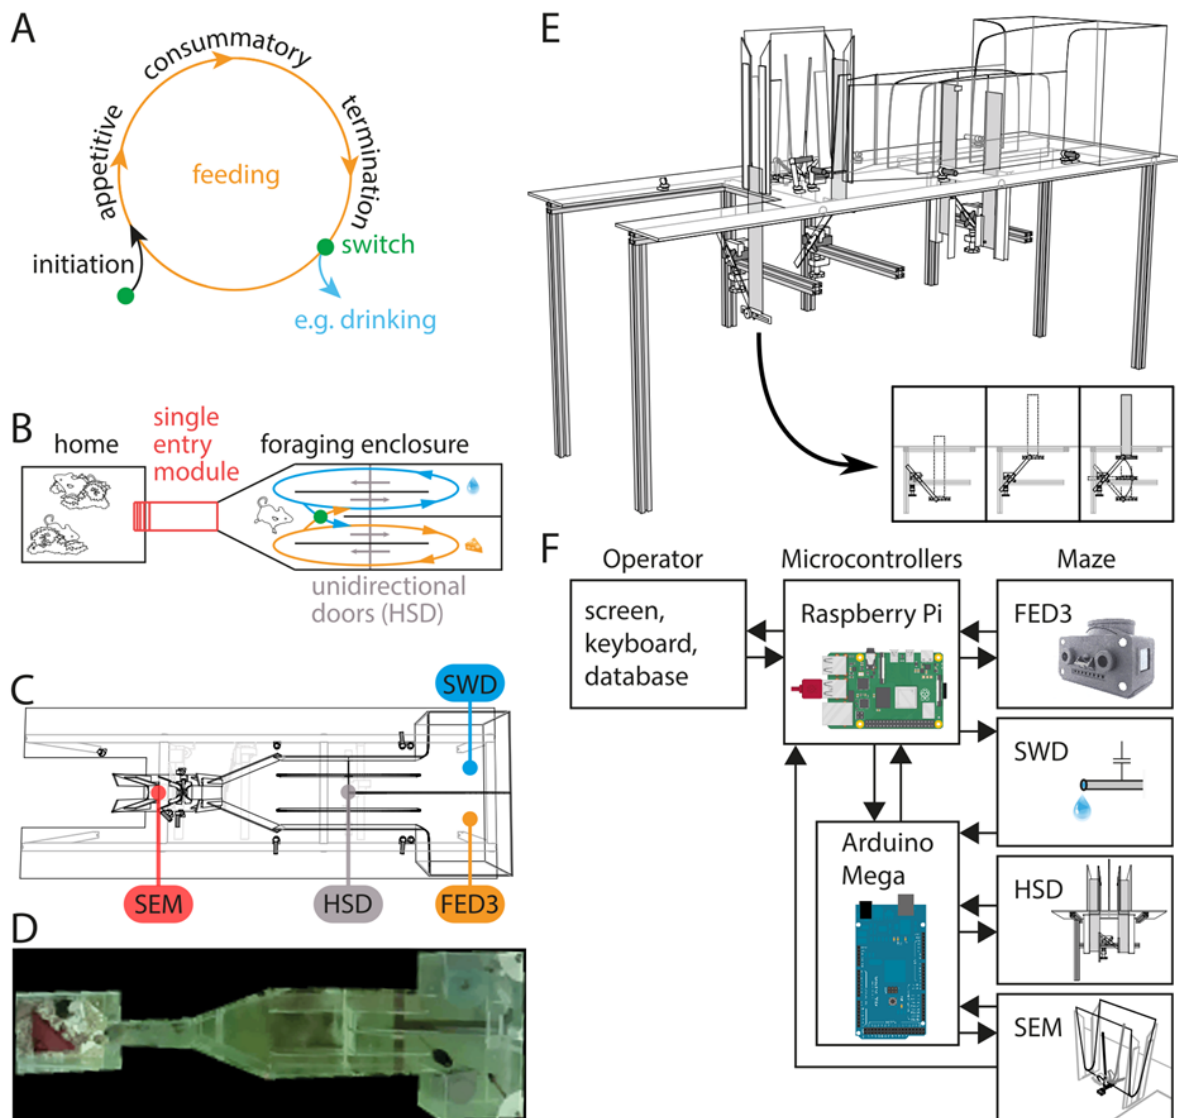 A
consummatory
appetitive
termination
feeding
initiation
switch
e.g. drinking
B
home
single
entry
module
foraging enclosure
unidirectional
doors (HSD)
C
SWD
SEM
HSD
FED3
D
E
F
Operator
Microcontrollers
Maze
screen,
keyboard,
database
Raspberry Pi
FED3
SWD
Arduino
Mega
HSD
SEM